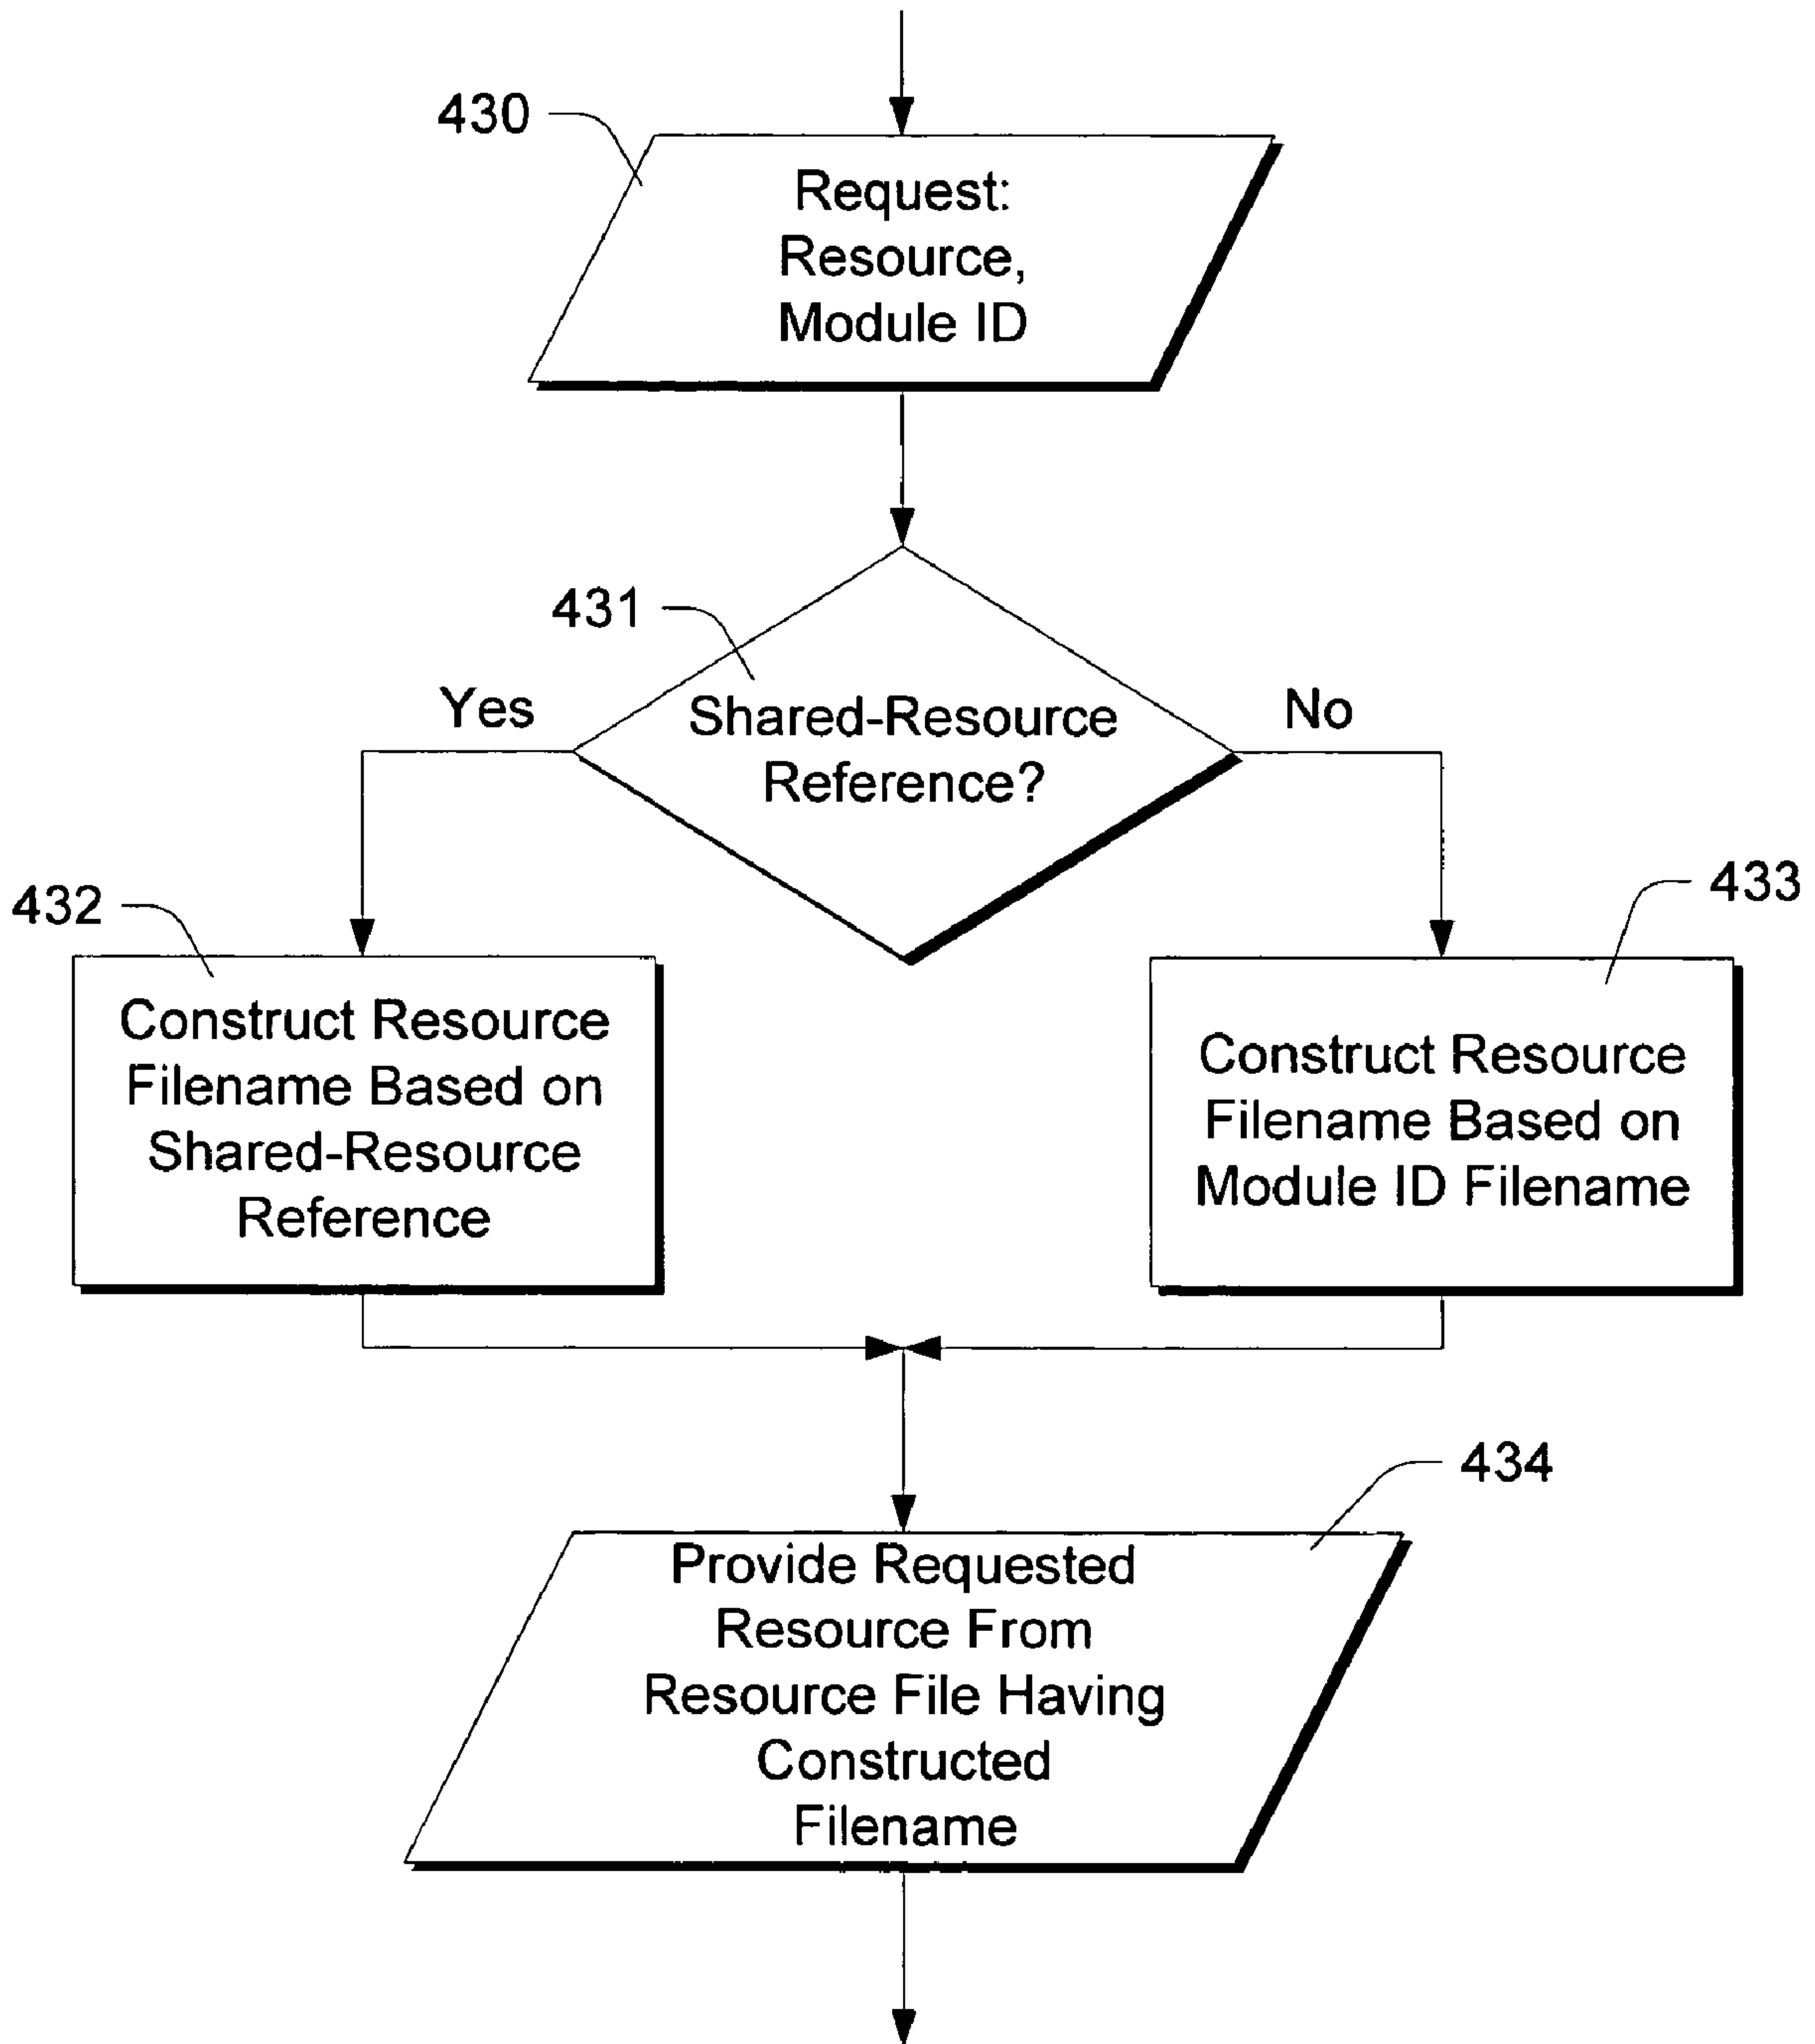 430
Request:
Resource,
Module ID
431
Yes
Shared-Resource
Reference?
No
432
Construct Resource
Filename Based on
Shared-Resource
Reference
433
Construct Resource
Filename Based on
Module ID Filename
434
Provide Requested
Resource From
Resource File Having
Constructed
Filename